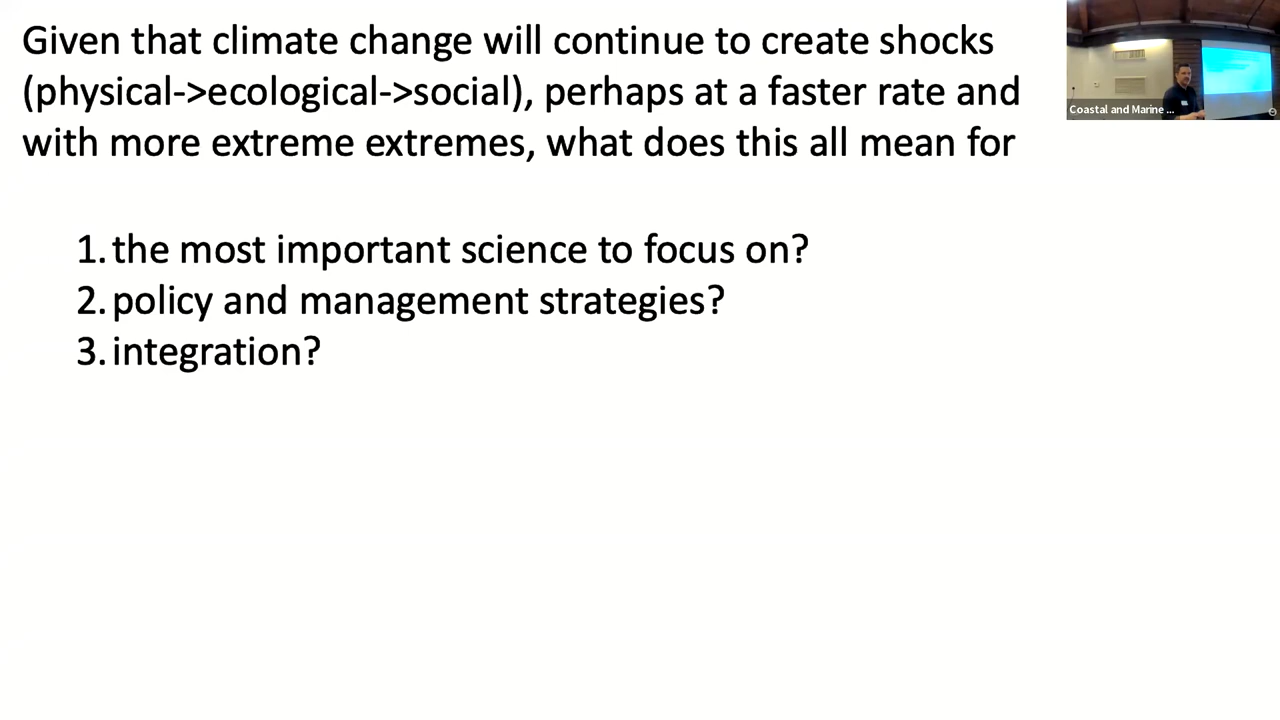 Given that climate change will continue to create shocks
(physical->ecological->social), perhaps at a faster rate and
with more extreme extremes, what does this all mean for
1. the most important science to focus on?
2. policy and management strategies?
3. integration?
Coastal and Marine ...